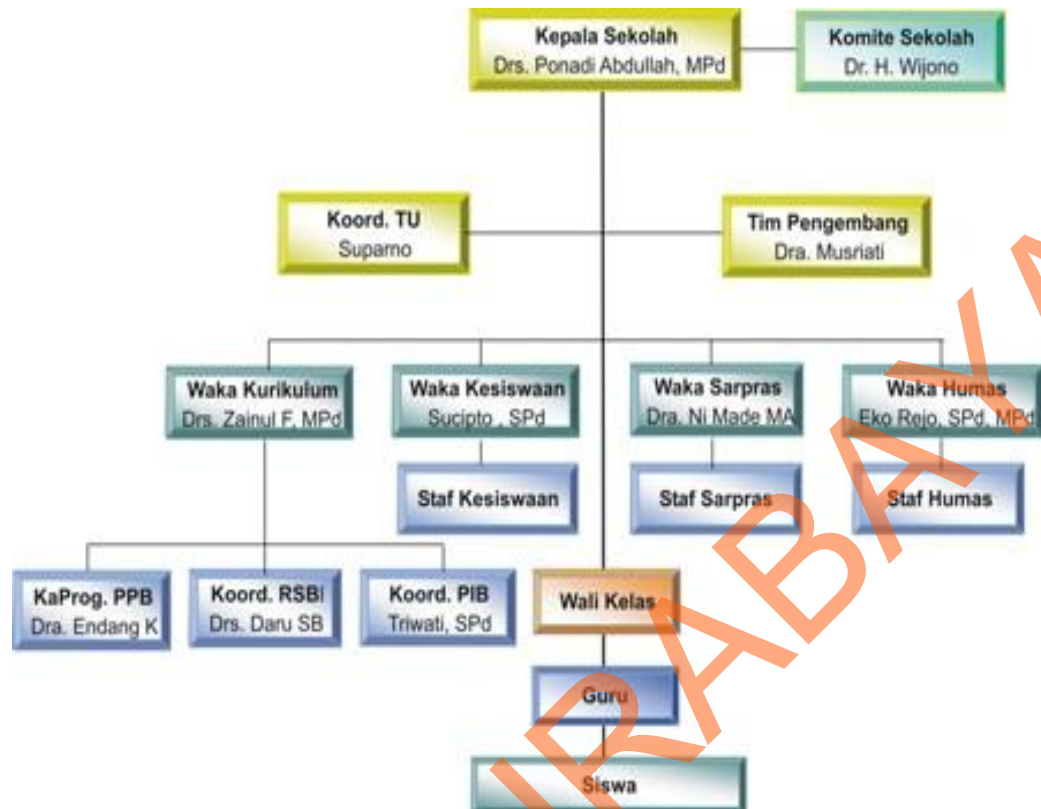 Kepala Sekolah
Drs. Ponadi Abdullah, MPd
Komite Sekolah
Dr. H. Wijono
Koord. TU
Suparno
Tim Pengembang
Dra. Musriati
Waka Kurikulum
Drs. Zainul F, MPd
Waka Kesiswaan
Sucipto , SPd
Waka Sarpras
Dra. Ni Made MA
Waka Humas
Eko Rejo, SPd, MPd
Staf Kesiswaan
Staf Sarpras
Staf Humas
KaProg. PPB
Dra. Endang K
Koord. RSBI
Drs. Daru SB
Koord. PIB
Triwati, SPd
Wali Kelas
Guru
Siswa
IRABAYA